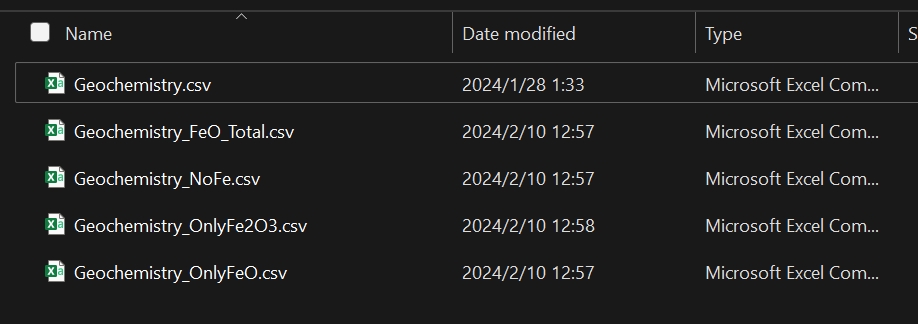 Name Date modified Type S
Geochemistry.csv 2024/1/28 1:33 Microsoft Excel Com...
Geochemistry_FeO_Total.csv 2024/2/10 12:57 Microsoft Excel Com...
Geochemistry_NoFe.csv 2024/2/10 12:57 Microsoft Excel Com...
Geochemistry_OnlyFe2O3.csv 2024/2/10 12:58 Microsoft Excel Com...
Geochemistry_OnlyFeO.csv 2024/2/10 12:57 Microsoft Excel Com...